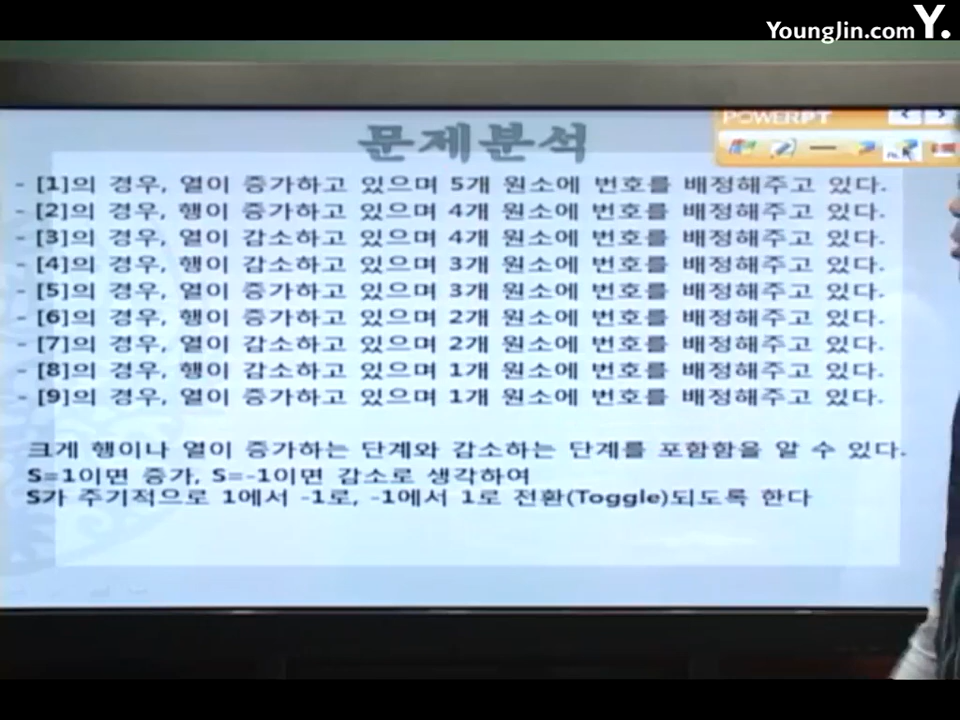 YoungJin.com Y.
POWERPT
문제분석
- [1]의 경우, 열이 증가하고 있으며 5개 원소에 번호를 배정해주고 있다.
- [2]의 경우, 행이 증가하고 있으며 4개 원소에 번호를 배정해주고 있다.
- [3]의 경우, 열이 감소하고 있으며 4개 원소에 번호를 배정해주고 있다.
- [4]의 경우, 행이 감소하고 있으며 3개 원소에 번호를 배정해주고 있다.
- [5]의 경우, 열이 증가하고 있으며 3개 원소에 번호를 배정해주고 있다.
- [6]의 경우, 행이 증가하고 있으며 2개 원소에 번호를 배정해주고 있다.
- [7]의 경우, 열이 감소하고 있으며 2개 원소에 번호를 배정해주고 있다.
- [8]의 경우, 행이 감소하고 있으며 1개 원소에 번호를 배정해주고 있다.
- [9]의 경우, 열이 증가하고 있으며 1개 원소에 번호를 배정해주고 있다.
크게 행이나 열이 증가하는 단계와 감소하는 단계를 포함함을 알 수 있다.
S=1이면 증가, S=-1이면 감소로 생각하여
S가 주기적으로 1에서 -1로, -1에서 1로 전환(Toggle)되도록 한다